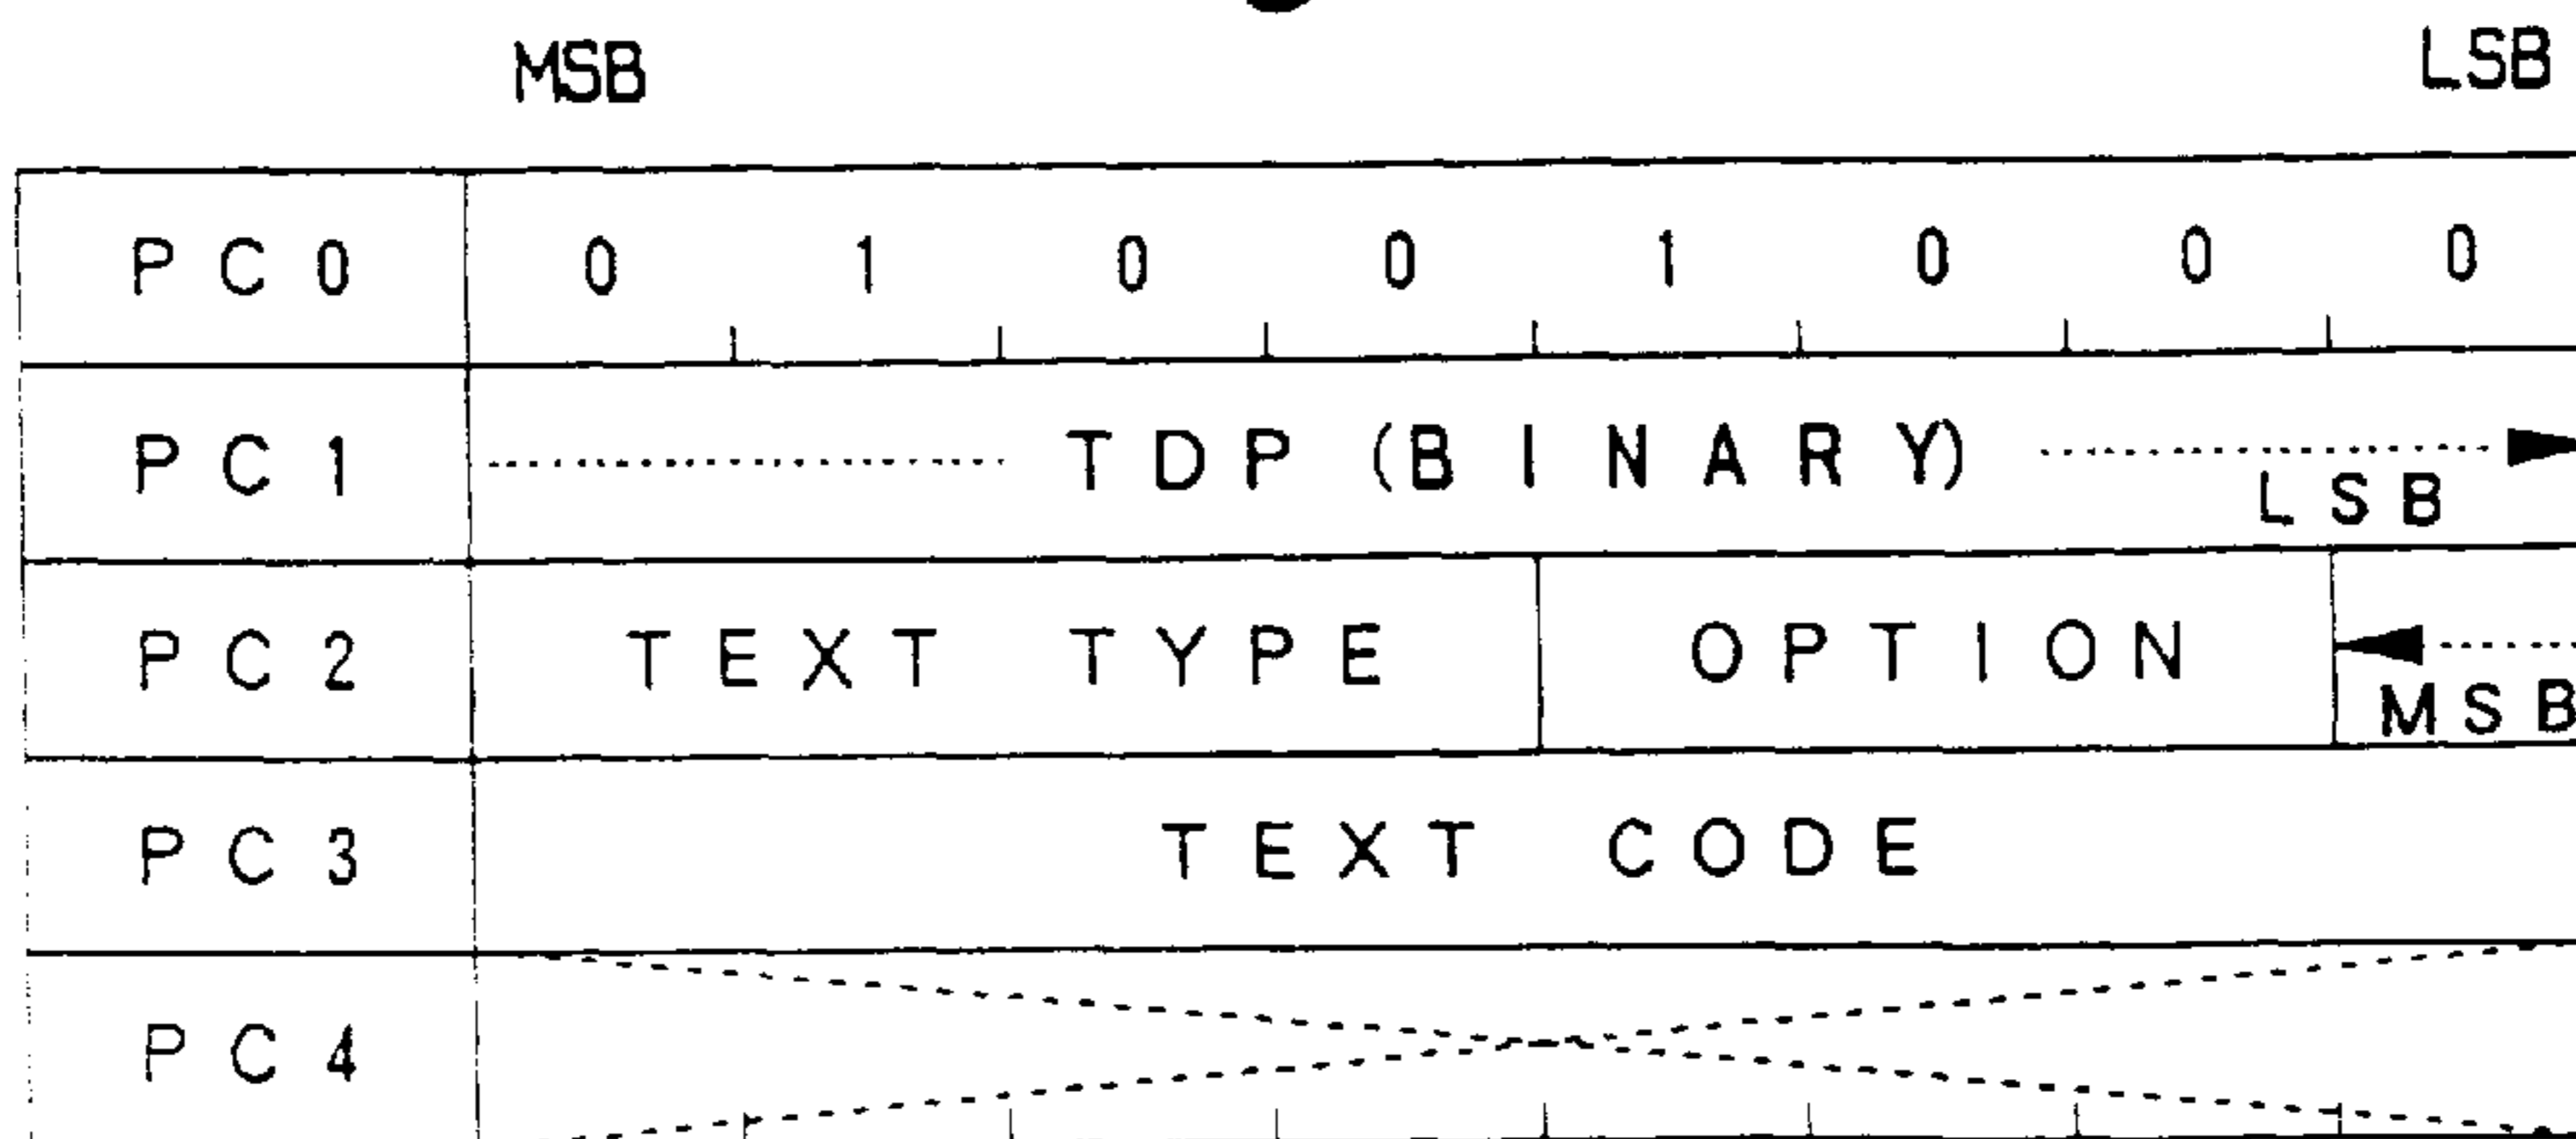 MSB LSB
PC0 0 1 0 0 1 0 0 0
PC1 TDP (BINARY) LSB
PC2 TEXT TYPE OPTION MSB
PC3 TEXT CODE
PC4